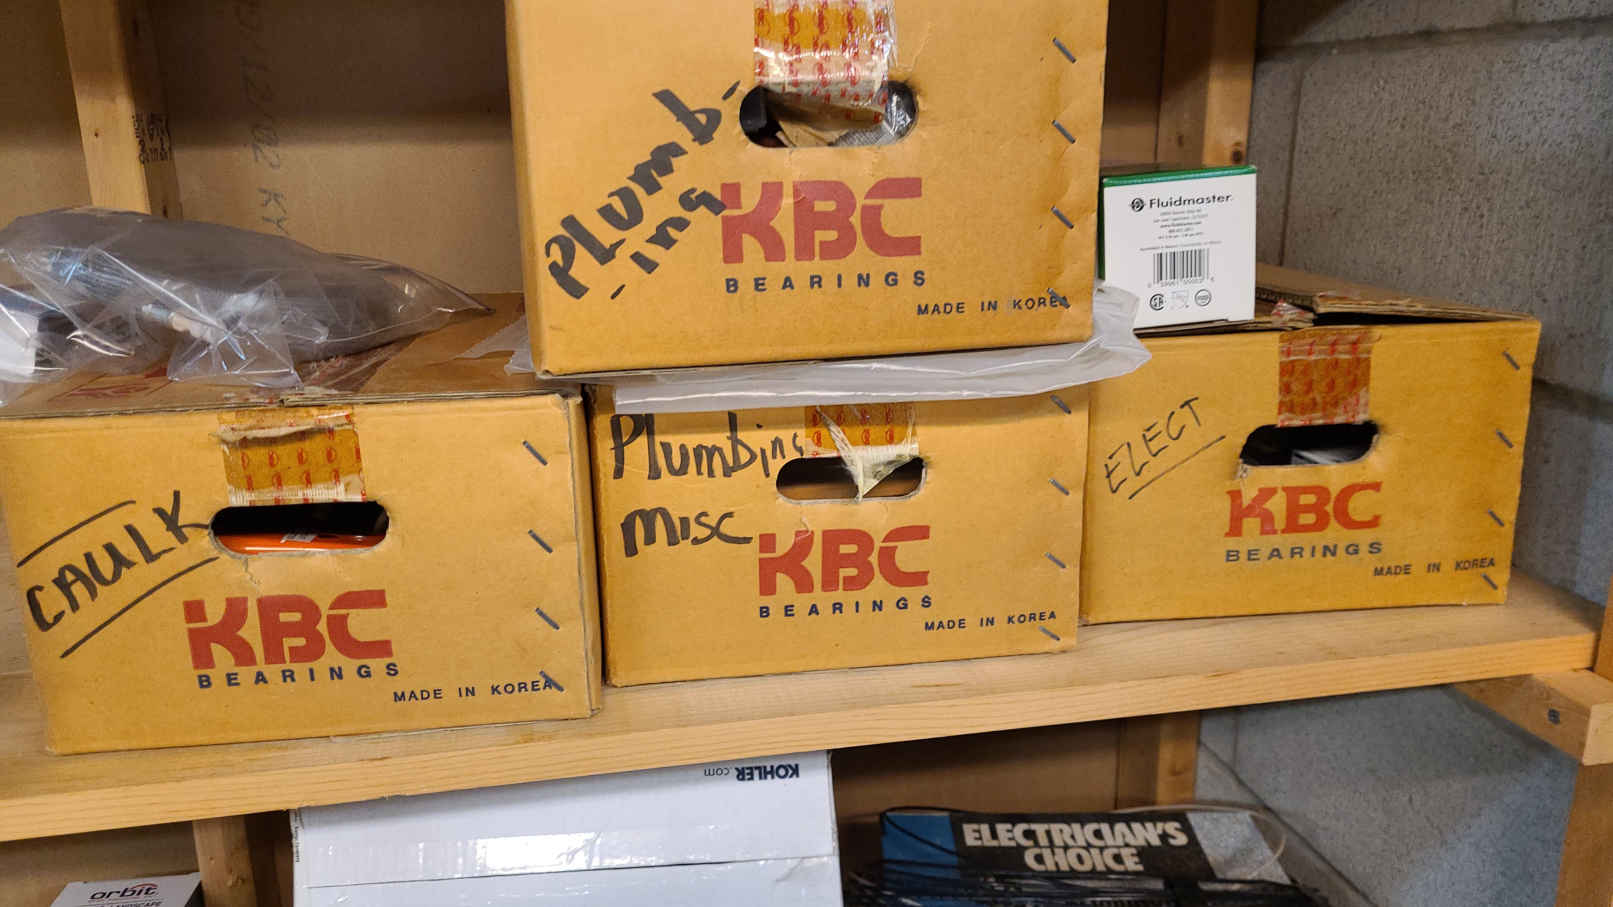 Plumb-
ing
KBC
BEARINGS
MADE IN KOREA
Fluidmaster
CAULK
KBC
BEARINGS
MADE IN KOREA
Plumbing
misc
KBC
BEARINGS
MADE IN KOREA
ELECT
KBC
BEARINGS
MADE IN KOREA
KOHLER.com
ELECTRICIAN'S
CHOICE
orbit
LANDSCAPE